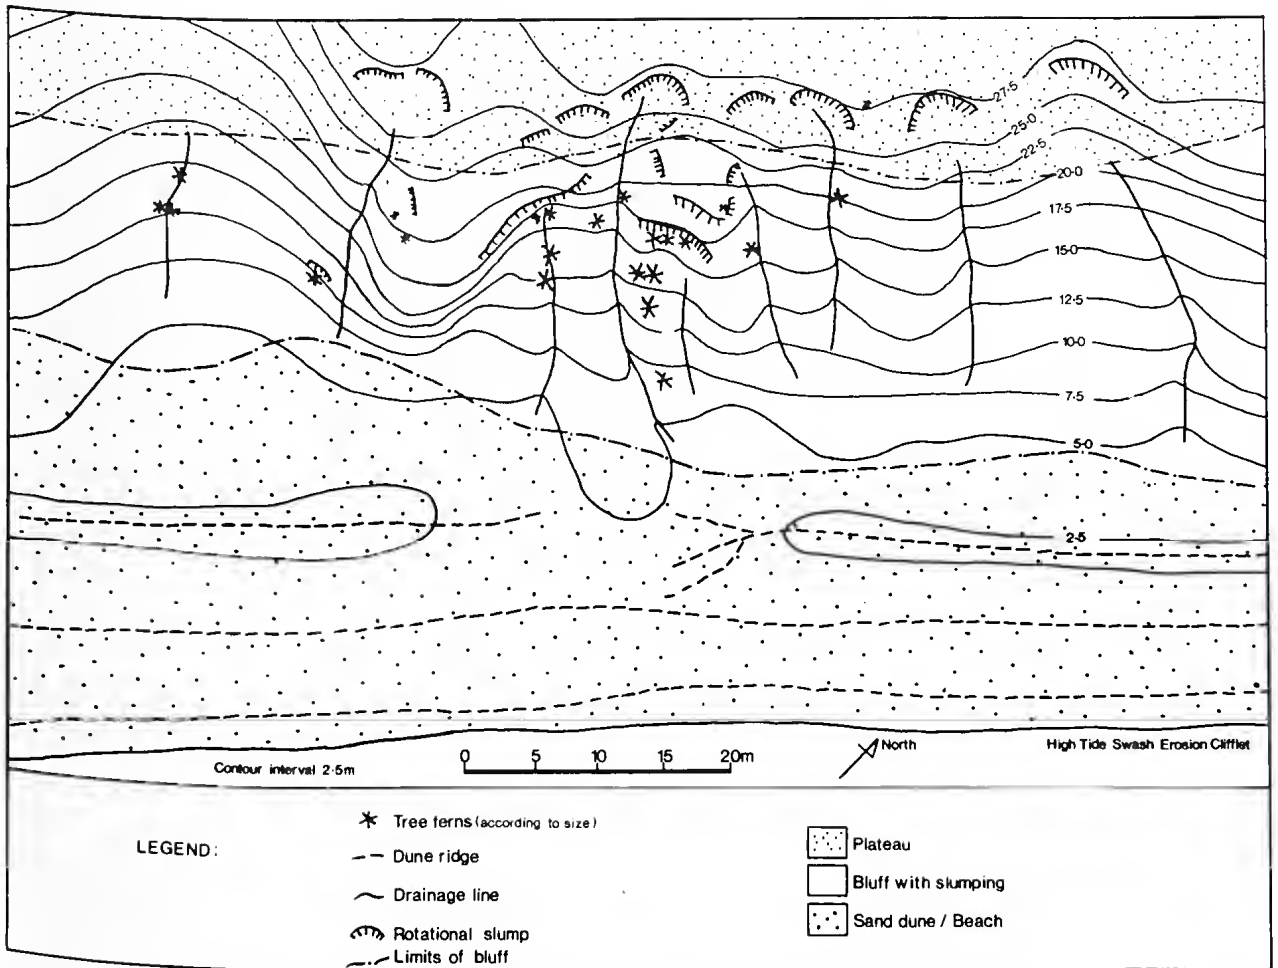 27·5
25·0
22·5
20·0
17·5
15·0
12·5
10·0
7·5
5·0
2·5
North
High Tide Swash Erosion Clifflet
Contour interval 2·5m
0 5 10 15 20m
LEGEND:
Tree ferns (according to size)
Dune ridge
Drainage line
Rotational slump
Limits of bluff
Plateau
Bluff with slumping
Sand dune / Beach